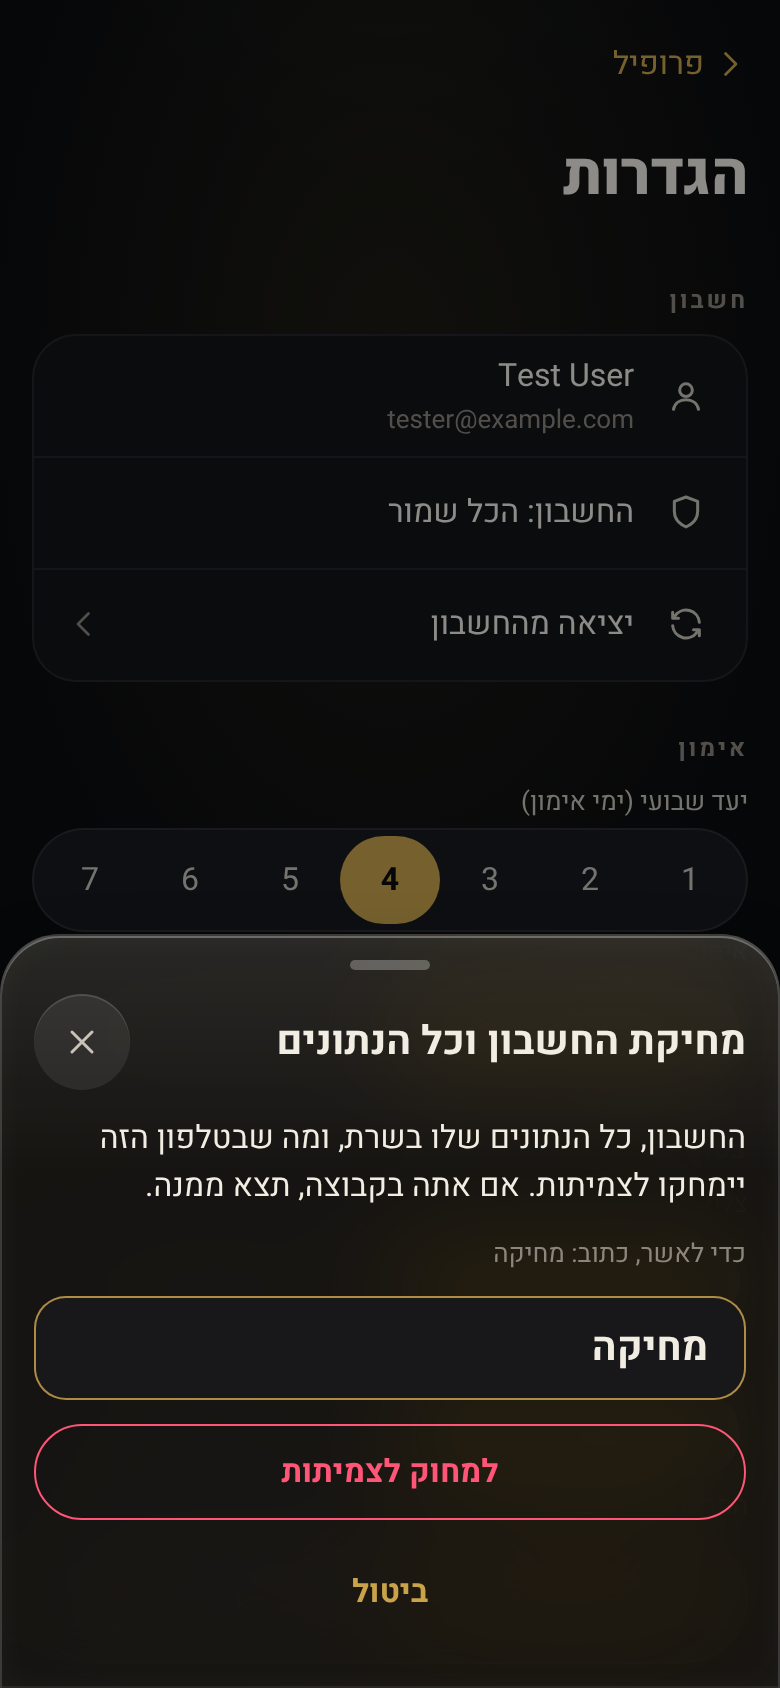 פרופיל
הגדרות
חשבון
Test User
tester@example.com
החשבון: הכל שמור
יציאה מהחשבון
אימון
יעד שבועי (ימי אימון)
1 2 3 4 5 6 7
מחיקת החשבון וכל הנתונים
החשבון, כל הנתונים שלו בשרת, ומה שבטלפון הזה
יימחקו לצמיתות. אם אתה בקבוצה, תצא ממנה.
כדי לאשר, כתוב: מחיקה
מחיקה
למחוק לצמיתות
ביטול